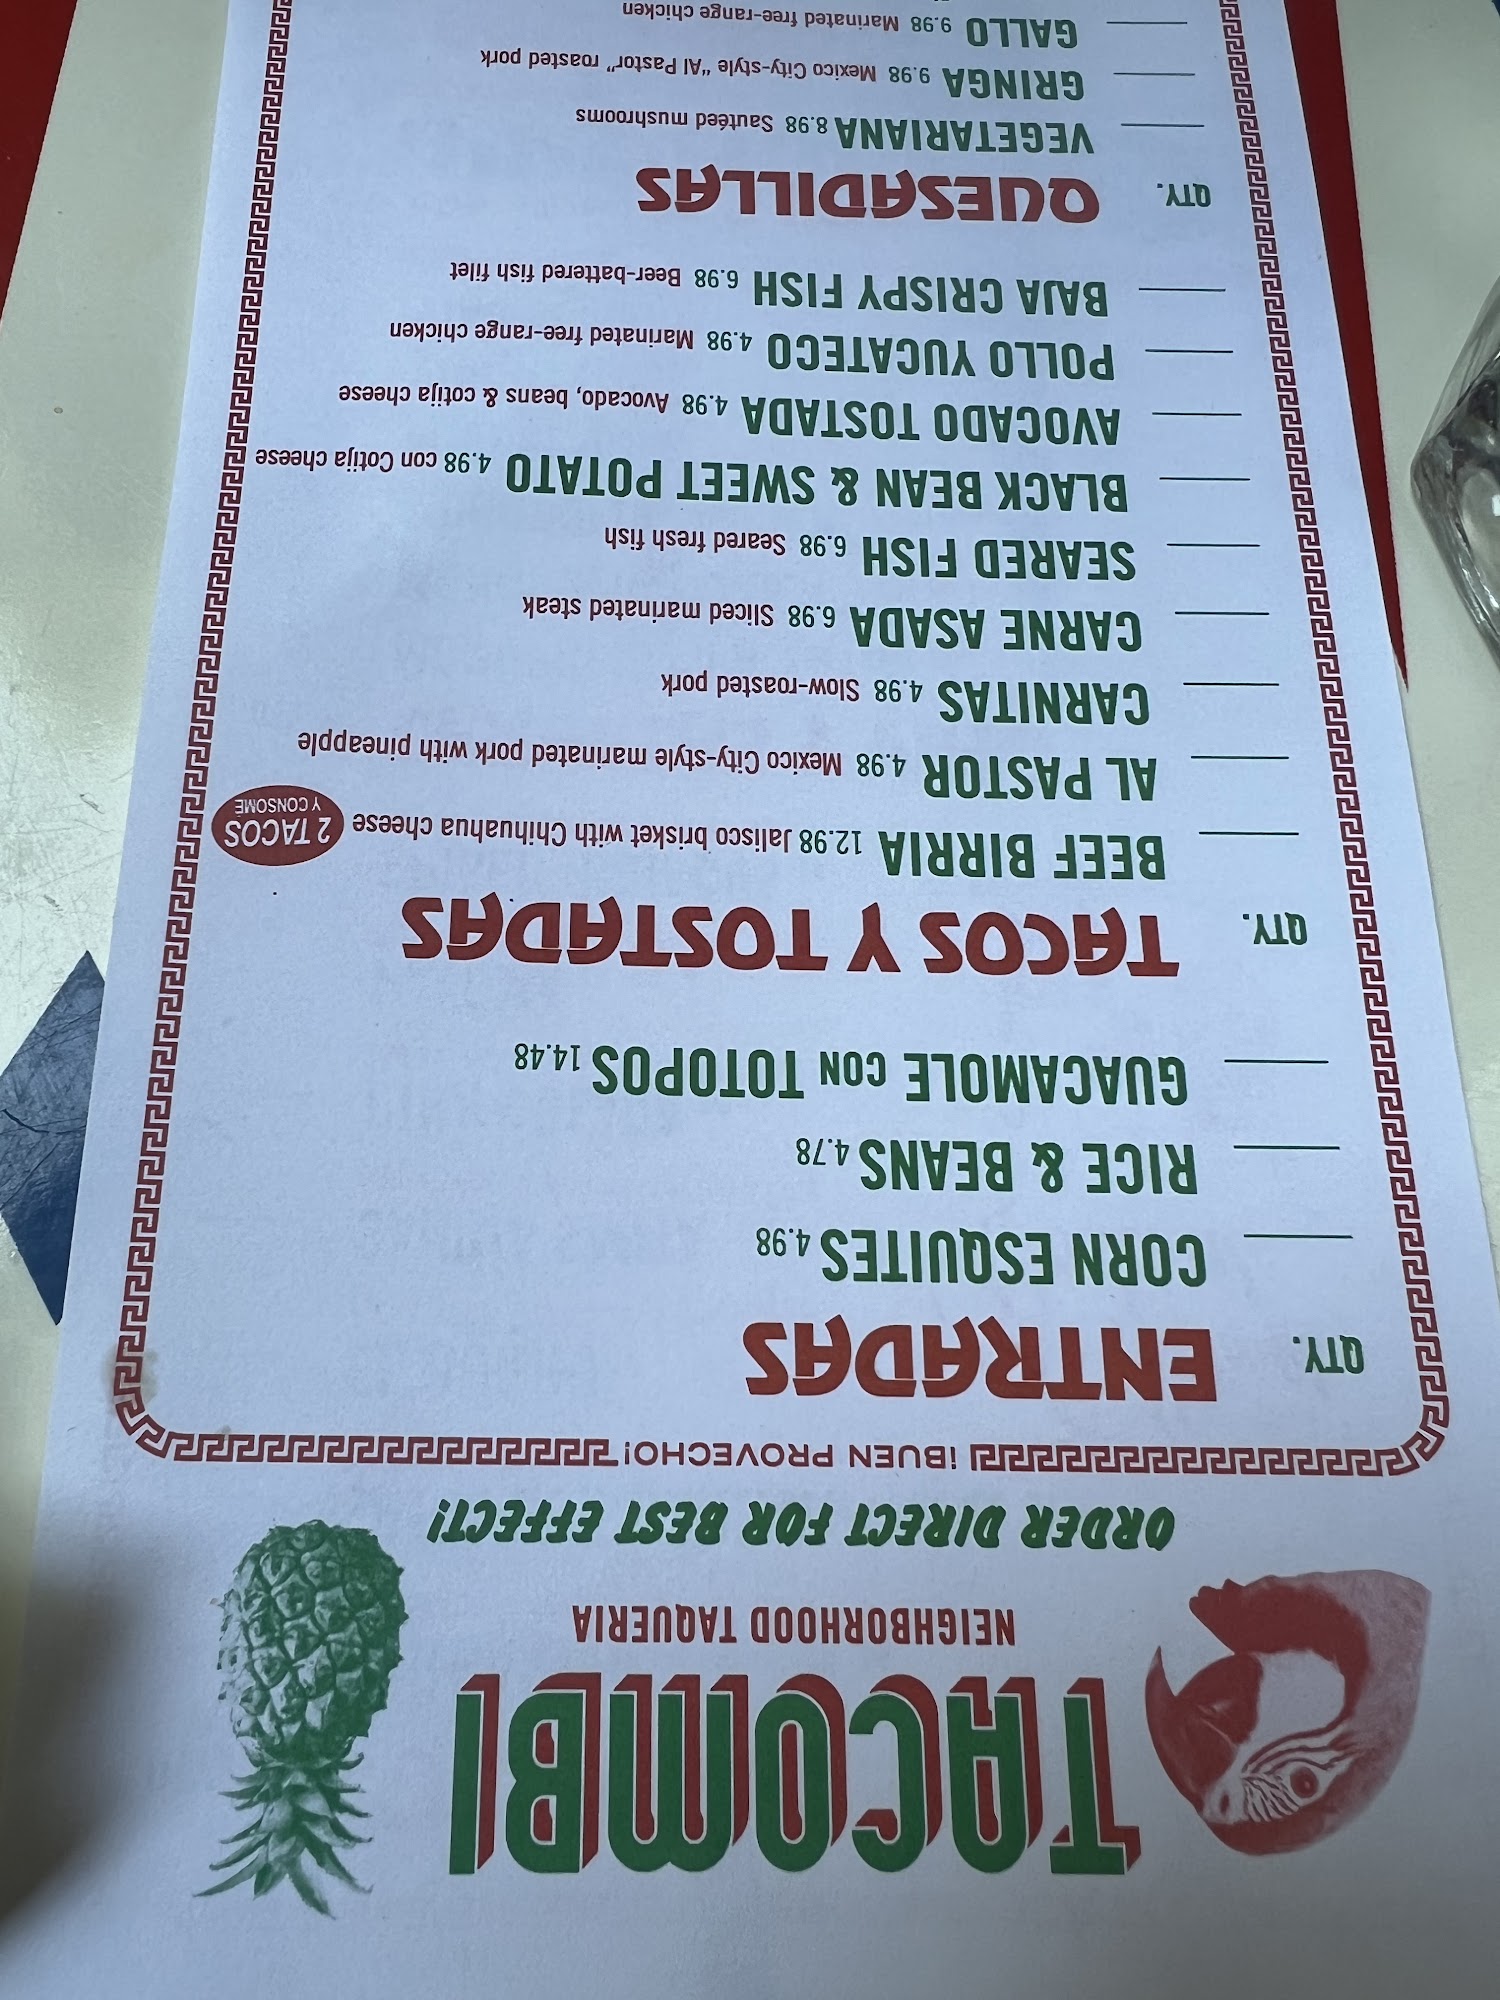 TACOMBI
NEIGHBORHOOD TAQUERIA
ORDER DIRECT FOR BEST EFFECT!
¡BUEN PROVECHO!
QTY. ENTRADAS
CORN ESQUITES 4.98
RICE & BEANS 4.78
GUACAMOLE CON TOTOPOS 14.48
QTY. TACOS Y TOSTADAS
BEEF BIRRIA 12.98 Jalisco brisket with Chihuahua cheese
2 TACOS
Y CONSOMÉ
AL PASTOR 4.98 Mexico City-style marinated pork with pineapple
CARNITAS 4.98 Slow-roasted pork
CARNE ASADA 6.98 Sliced marinated steak
SEARED FISH 6.98 Seared fresh fish
BLACK BEAN & SWEET POTATO 4.98 con Cotija cheese
AVOCADO TOSTADA 4.98 Avocado, beans & cotija cheese
POLLO YUCATECO 4.98 Marinated free-range chicken
BAJA CRISPY FISH 6.98 Beer-battered fish filet
QTY. QUESADILLAS
VEGETARIANA 8.98 Sautéed mushrooms
GRINGA 9.98 Mexico City-style "Al Pastor" roasted pork
GALLO 9.98 Marinated free-range chicken